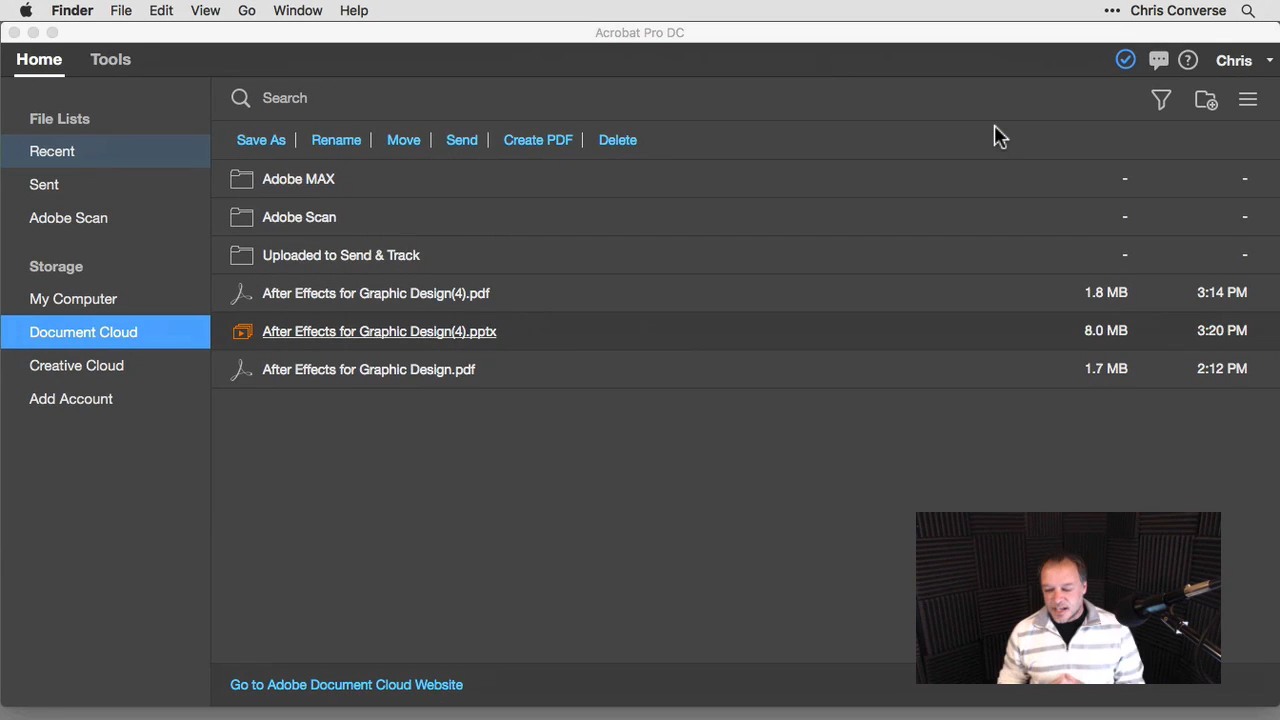 Finder File Edit View Go Window Help ••• Chris Converse
Acrobat Pro DC
Home Tools Chris
File Lists
Recent
Sent
Adobe Scan
Storage
My Computer
Document Cloud
Creative Cloud
Add Account
Search
Save As | Rename | Move | Send | Create PDF | Delete
Adobe MAX - -
Adobe Scan - -
Uploaded to Send & Track - -
After Effects for Graphic Design(4).pdf 1.8 MB 3:14 PM
After Effects for Graphic Design(4).pptx 8.0 MB 3:20 PM
After Effects for Graphic Design.pdf 1.7 MB 2:12 PM
Go to Adobe Document Cloud Website